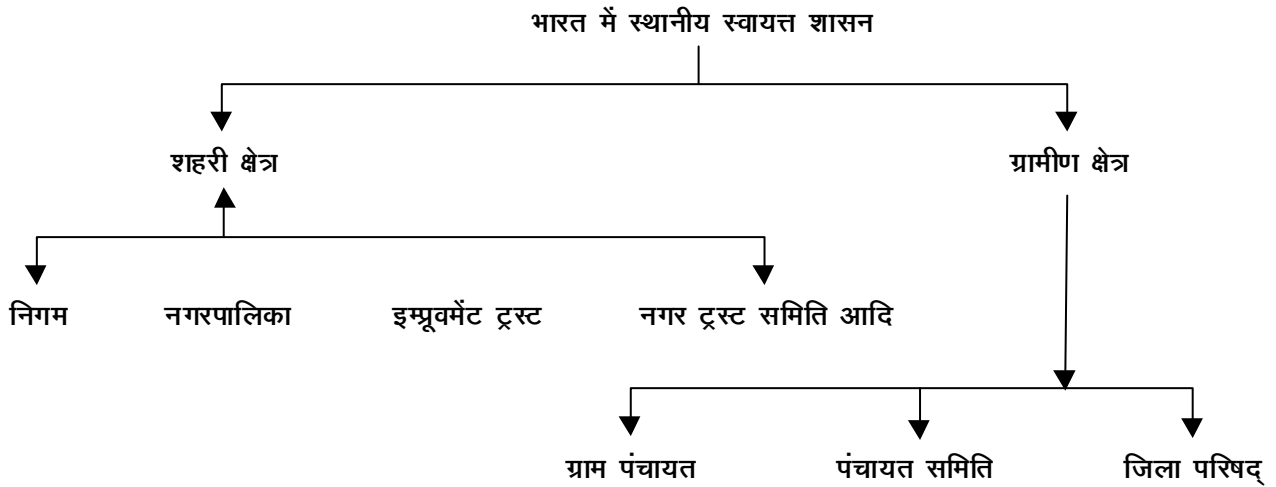 भारत में स्थानीय स्वायत्त शासन
शहरी क्षेत्र ग्रामीण क्षेत्र
निगम नगरपालिका इम्प्रूवमेंट ट्रस्ट नगर ट्रस्ट समिति आदि
ग्राम पंचायत पंचायत समिति जिला परिषद्